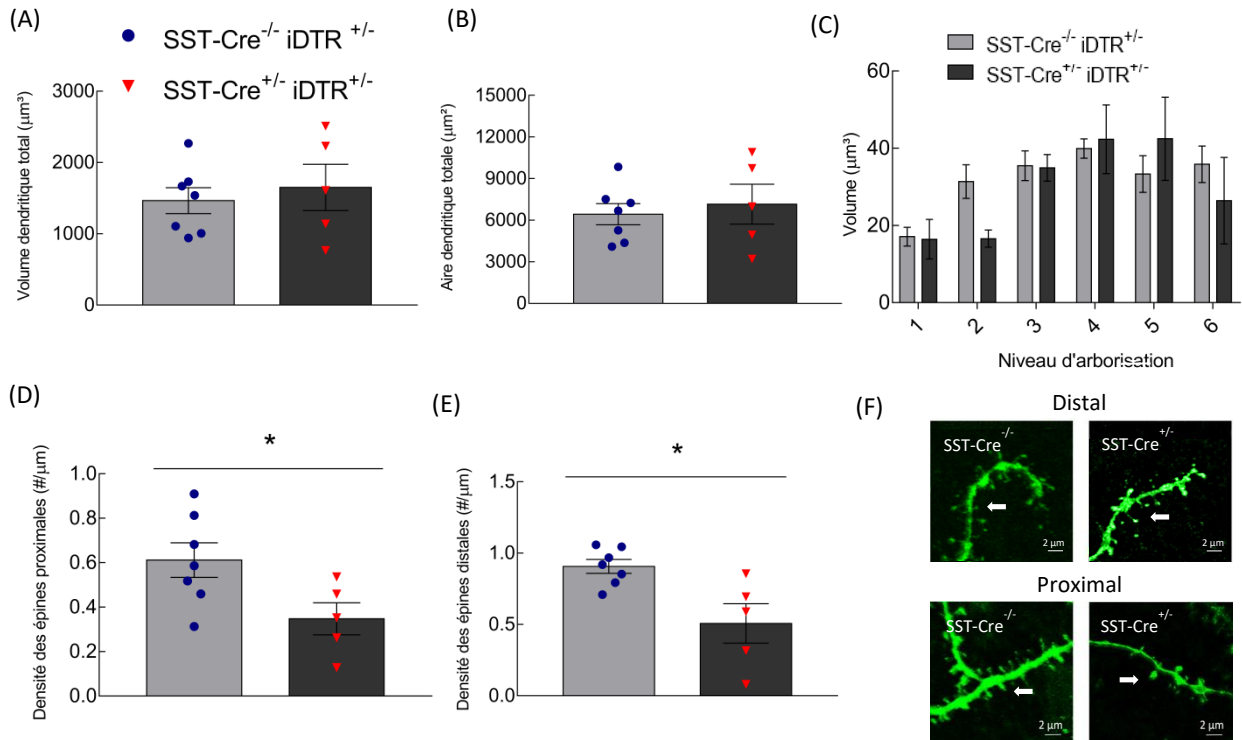 (A)
SST-Cre-/- iDTR +/-
SST-Cre+/- iDTR+/-
Volume dendritique total (µm³)
3000
2000
1000
0
(B)
Aire dendritique totale (µm²)
15000
12000
9000
6000
3000
0
(C)
SST-Cre-/- iDTR+/-
SST-Cre+/- iDTR+/-
Volume (µm³)
60
40
20
0
1 2 3 4 5 6
Niveau d'arborisation
(D)
*
Densité des épines proximales (#/µm)
1.0
0.8
0.6
0.4
0.2
0.0
(E)
*
Densité des épines distales (#/µm)
1.5
1.0
0.5
0.0
(F)
Distal
SST-Cre-/-
2 µm
SST-Cre+/-
2 µm
Proximal
SST-Cre-/-
2 µm
SST-Cre+/-
2 µm